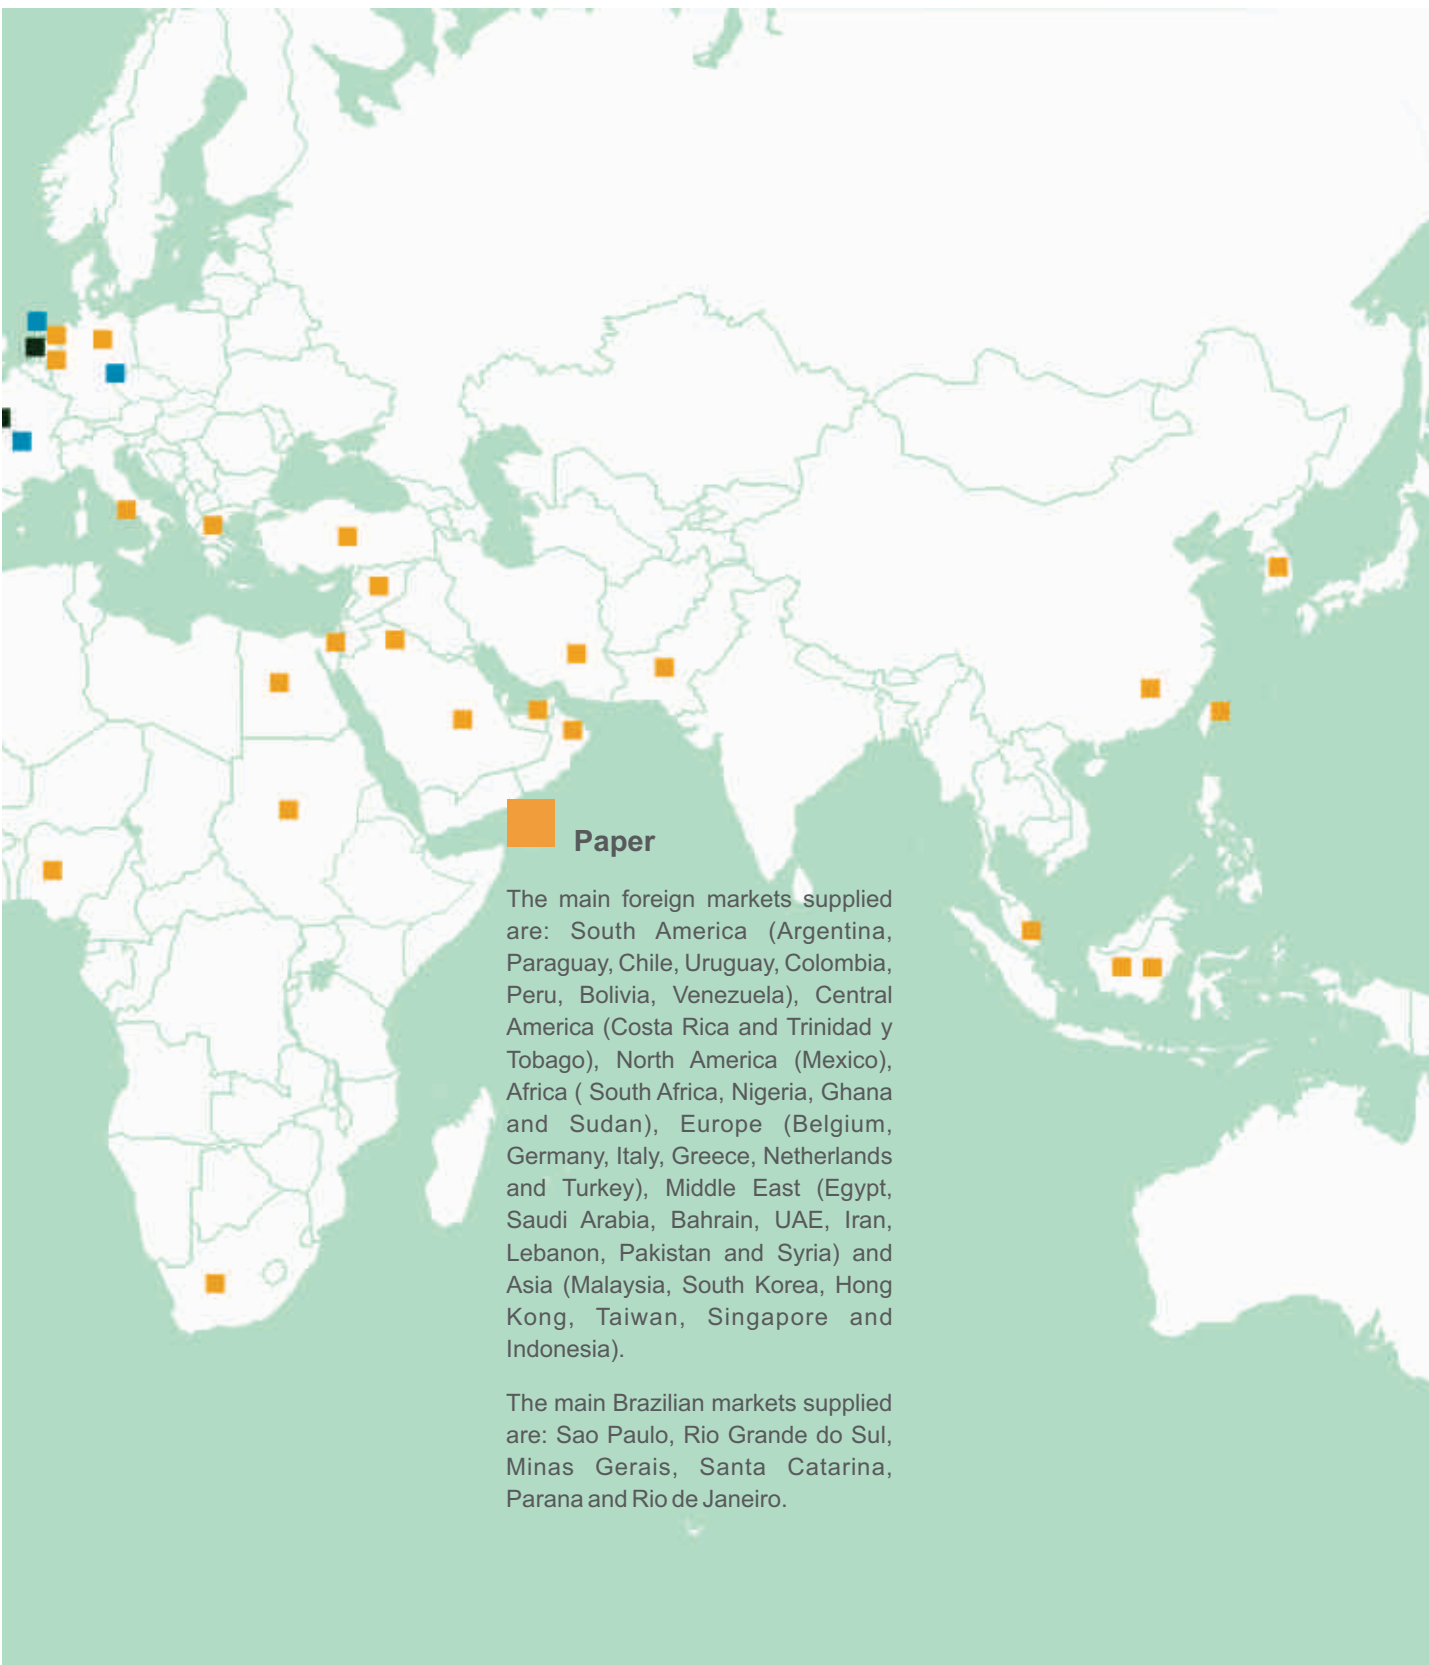 Paper
The main foreign markets supplied
are: South America (Argentina,
Paraguay, Chile, Uruguay, Colombia,
Peru, Bolivia, Venezuela), Central
America (Costa Rica and Trinidad y
Tobago), North America (Mexico),
Africa ( South Africa, Nigeria, Ghana
and Sudan), Europe (Belgium,
Germany, Italy, Greece, Netherlands
and Turkey), Middle East (Egypt,
Saudi Arabia, Bahrain, UAE, Iran,
Lebanon, Pakistan and Syria) and
Asia (Malaysia, South Korea, Hong
Kong, Taiwan, Singapore and
Indonesia).
The main Brazilian markets supplied
are: Sao Paulo, Rio Grande do Sul,
Minas Gerais, Santa Catarina,
Parana and Rio de Janeiro.